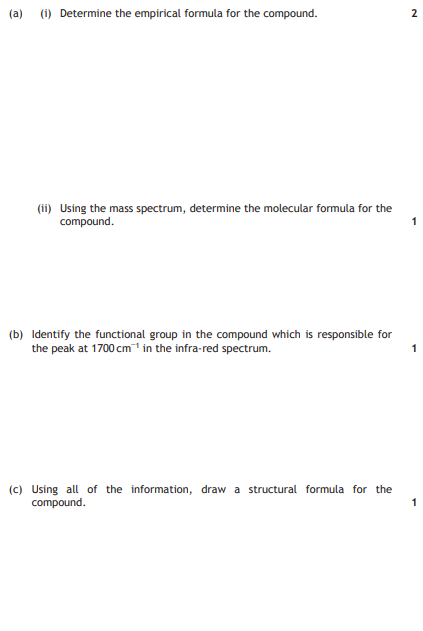 (a) (i) Determine the empirical formula for the compound. 2
(ii) Using the mass spectrum, determine the molecular formula for the
compound. 1
(b) Identify the functional group in the compound which is responsible for
the peak at 1700 cm⁻¹ in the infra-red spectrum. 1
(c) Using all of the information, draw a structural formula for the
compound. 1